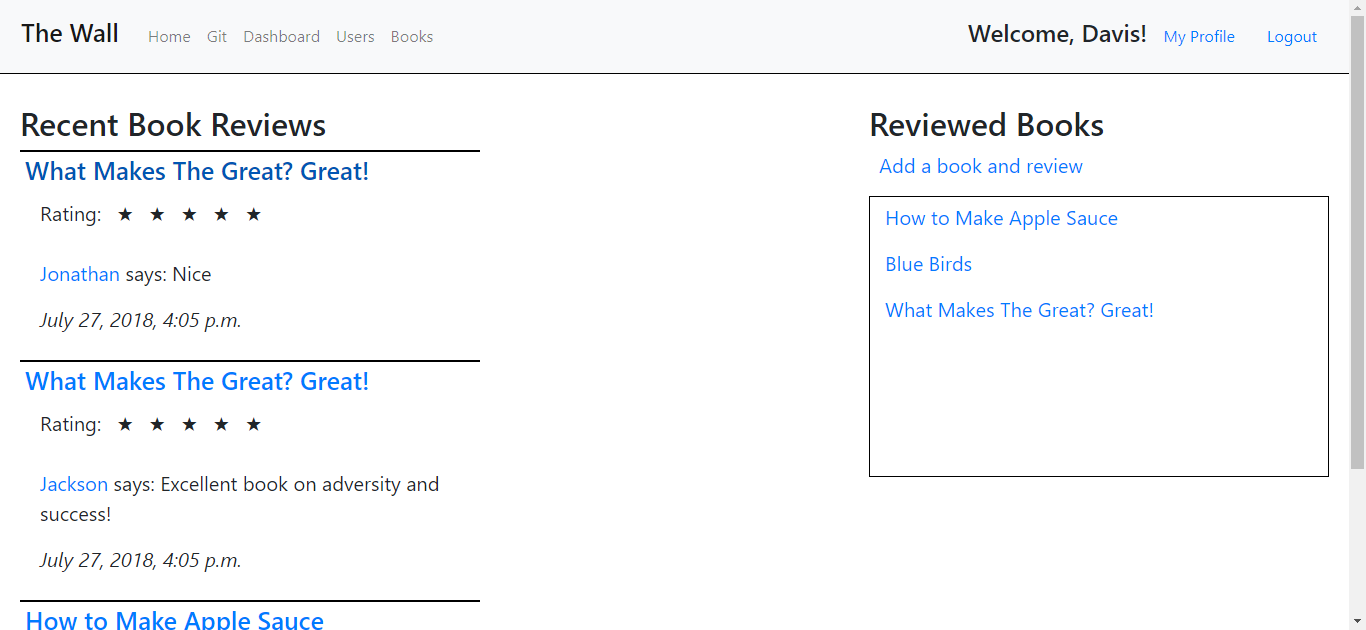 The Wall Home Git Dashboard Users Books Welcome, Davis! My Profile Logout
Recent Book Reviews
What Makes The Great? Great!
Rating: ★ ★ ★ ★ ★
Jonathan says: Nice
July 27, 2018, 4:05 p.m.
What Makes The Great? Great!
Rating: ★ ★ ★ ★ ★
Jackson says: Excellent book on adversity and
success!
July 27, 2018, 4:05 p.m.
How to Make Apple Sauce
Reviewed Books
Add a book and review
How to Make Apple Sauce
Blue Birds
What Makes The Great? Great!